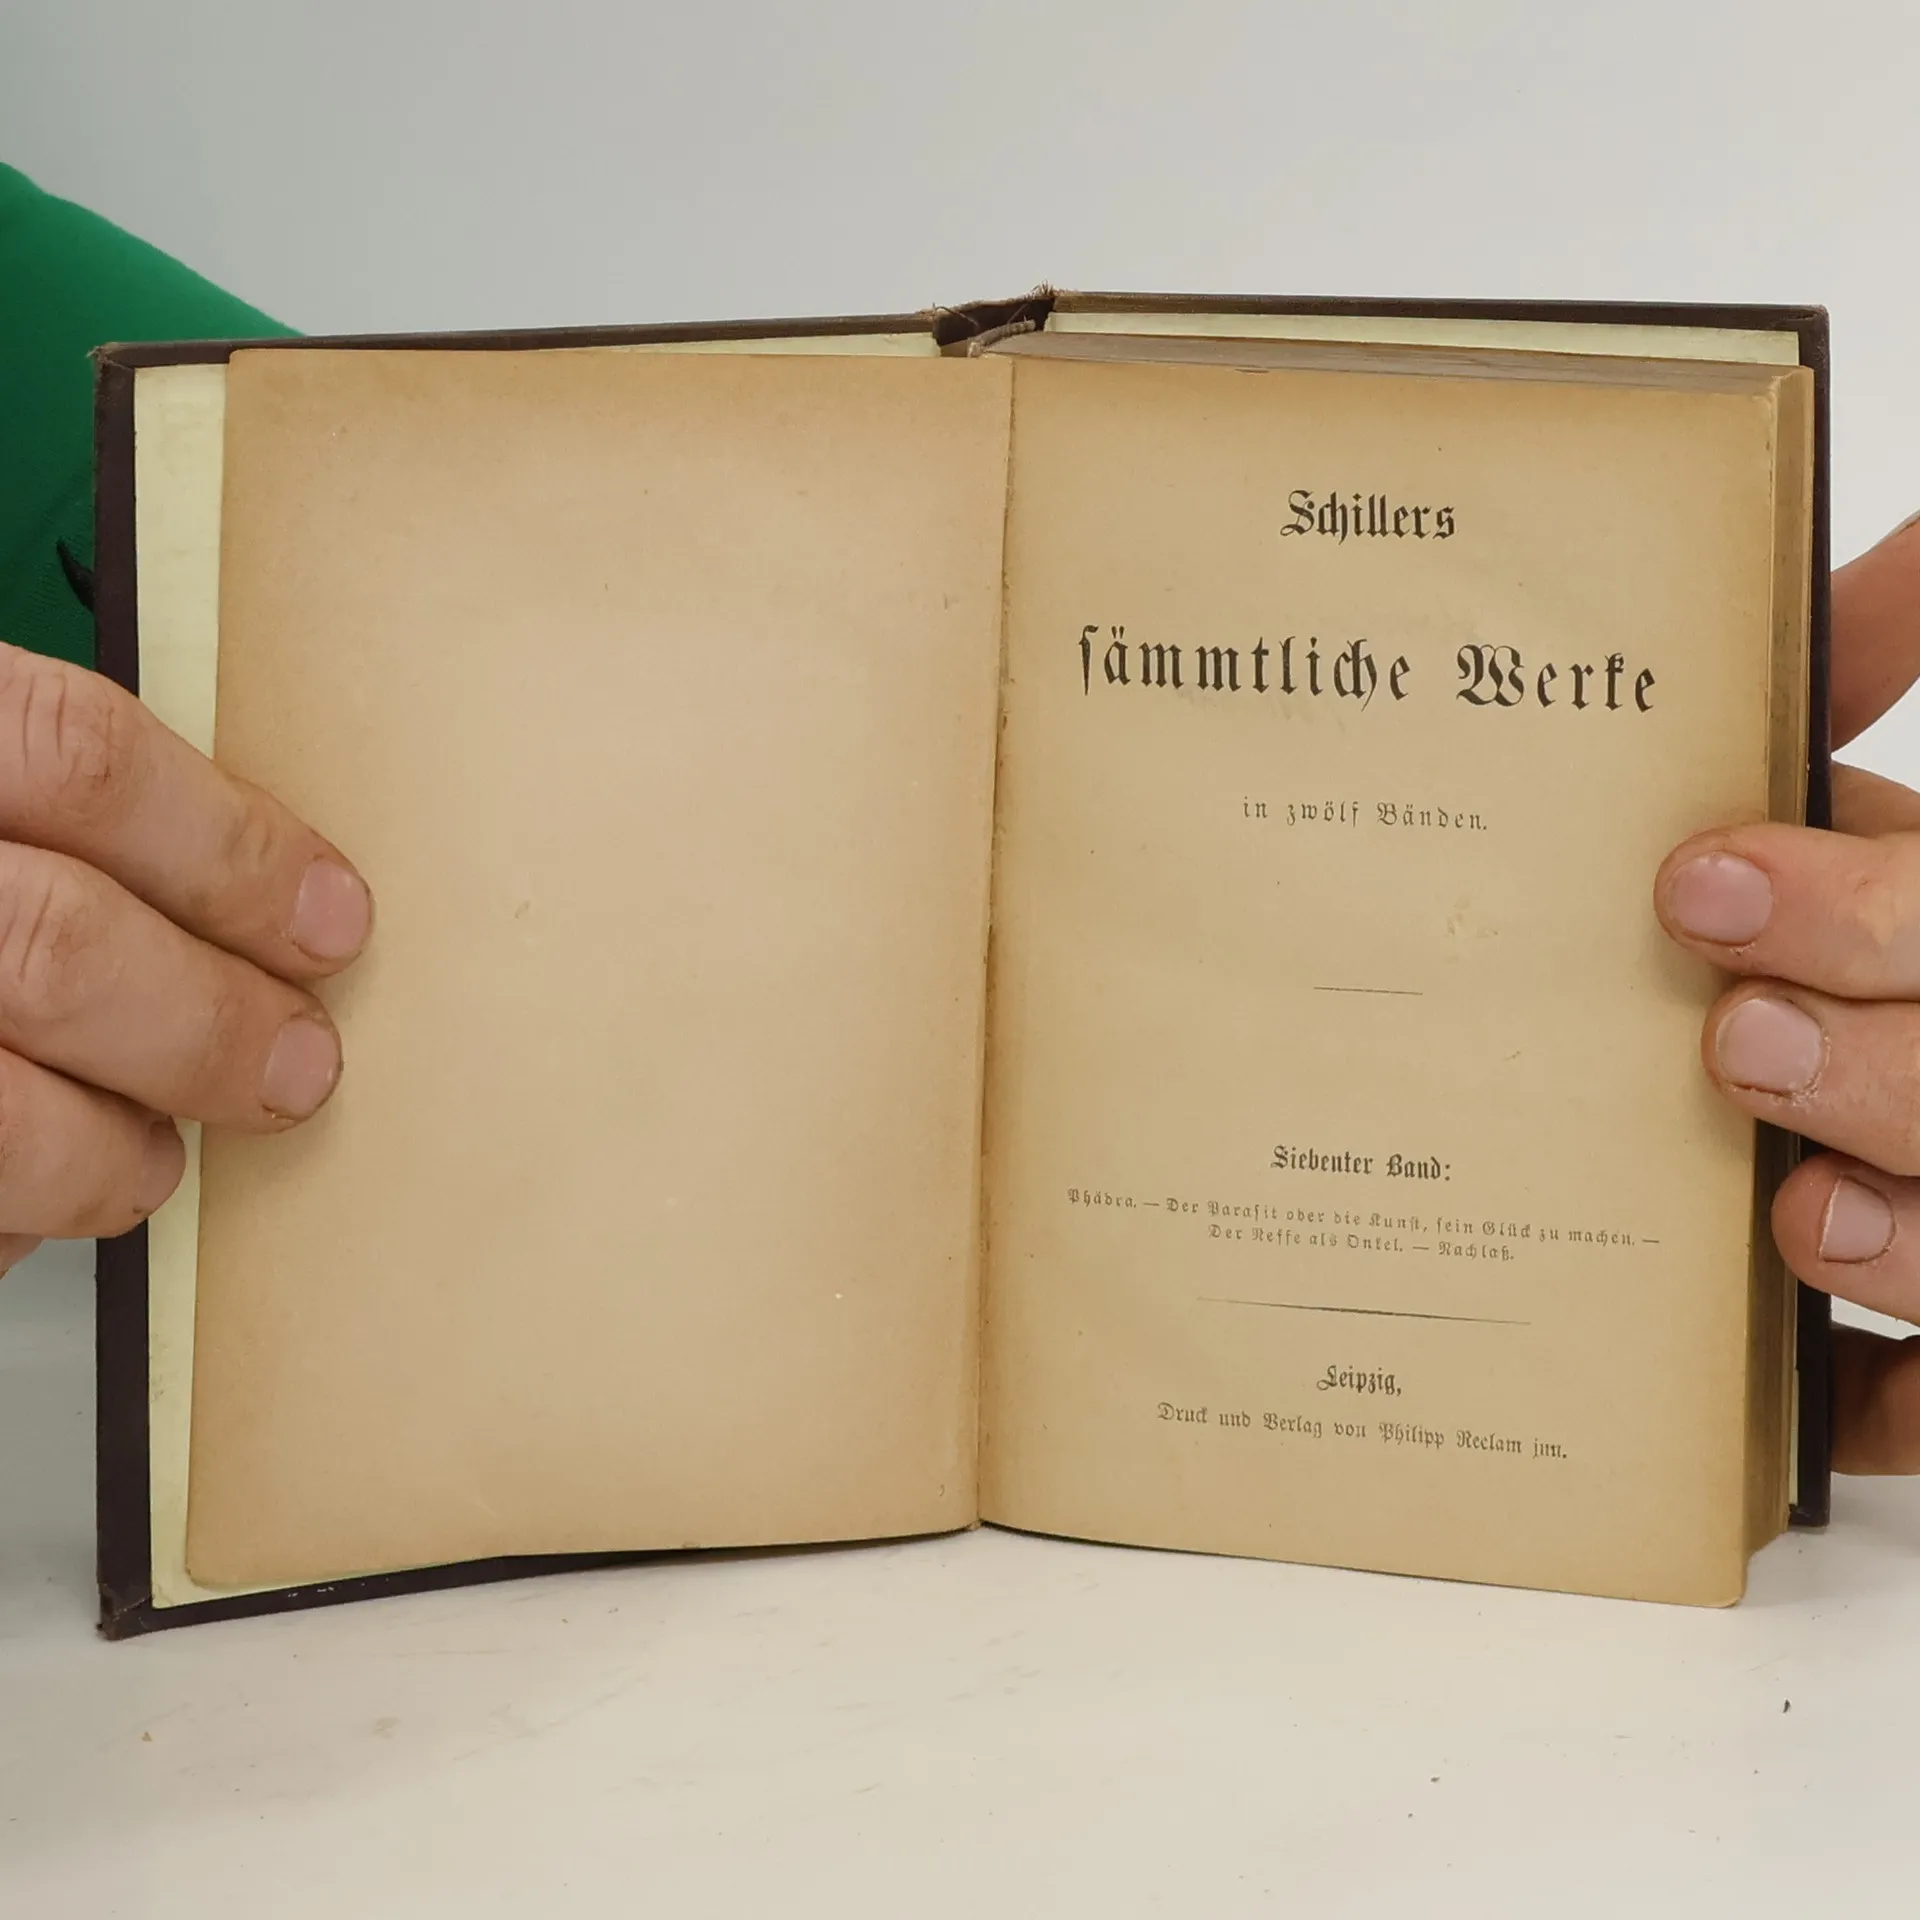 Schillers
sämmtliche Werke
in zwölf Bänden.
Siebenter Band:
Phädra. — Der Parasit oder die Kunst, sein Glück zu machen. —
Der Neffe als Onkel. — Nachlaß.
Leipzig,
Druck und Verlag von Philipp Reclam jun.